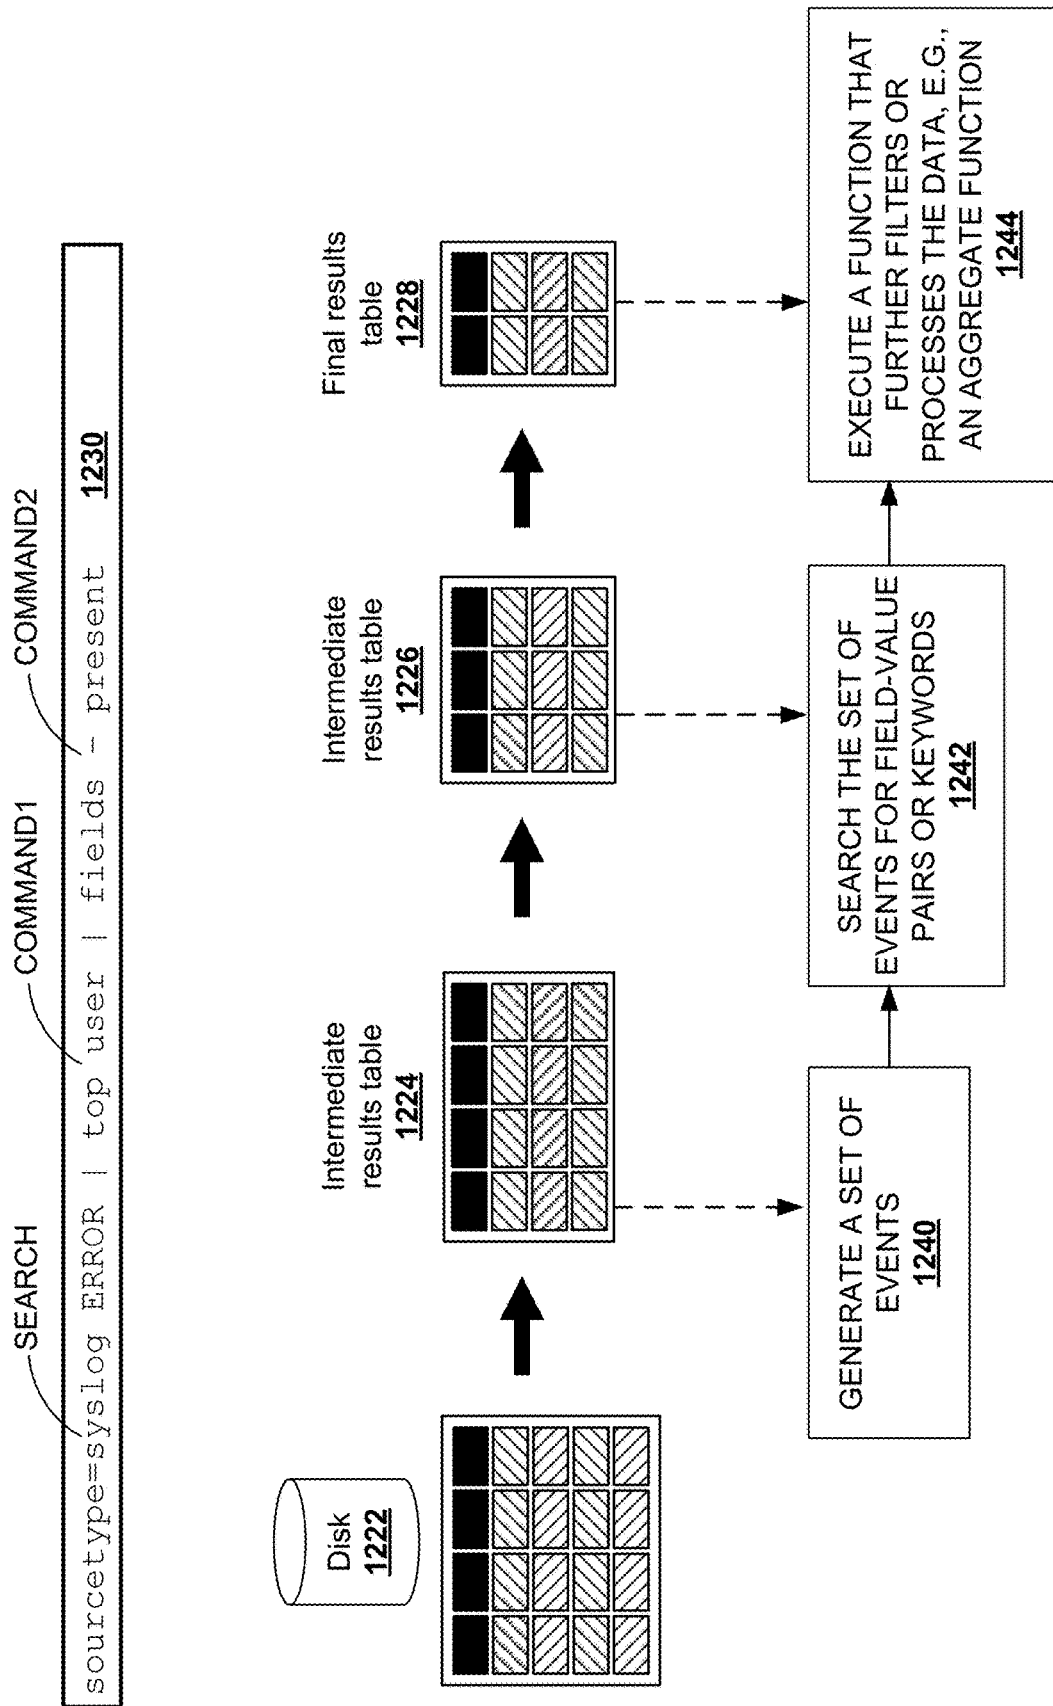 SEARCH
COMMAND1
COMMAND2
sourcetype=syslog ERROR | top user | fields – present 1230
Disk
1222
Intermediate
results table
1224
Intermediate
results table
1226
Final results
table
1228
GENERATE A SET OF
EVENTS
1240
SEARCH THE SET OF
EVENTS FOR FIELD-VALUE
PAIRS OR KEYWORDS
1242
EXECUTE A FUNCTION THAT
FURTHER FILTERS OR
PROCESSES THE DATA, E.G.,
AN AGGREGATE FUNCTION
1244